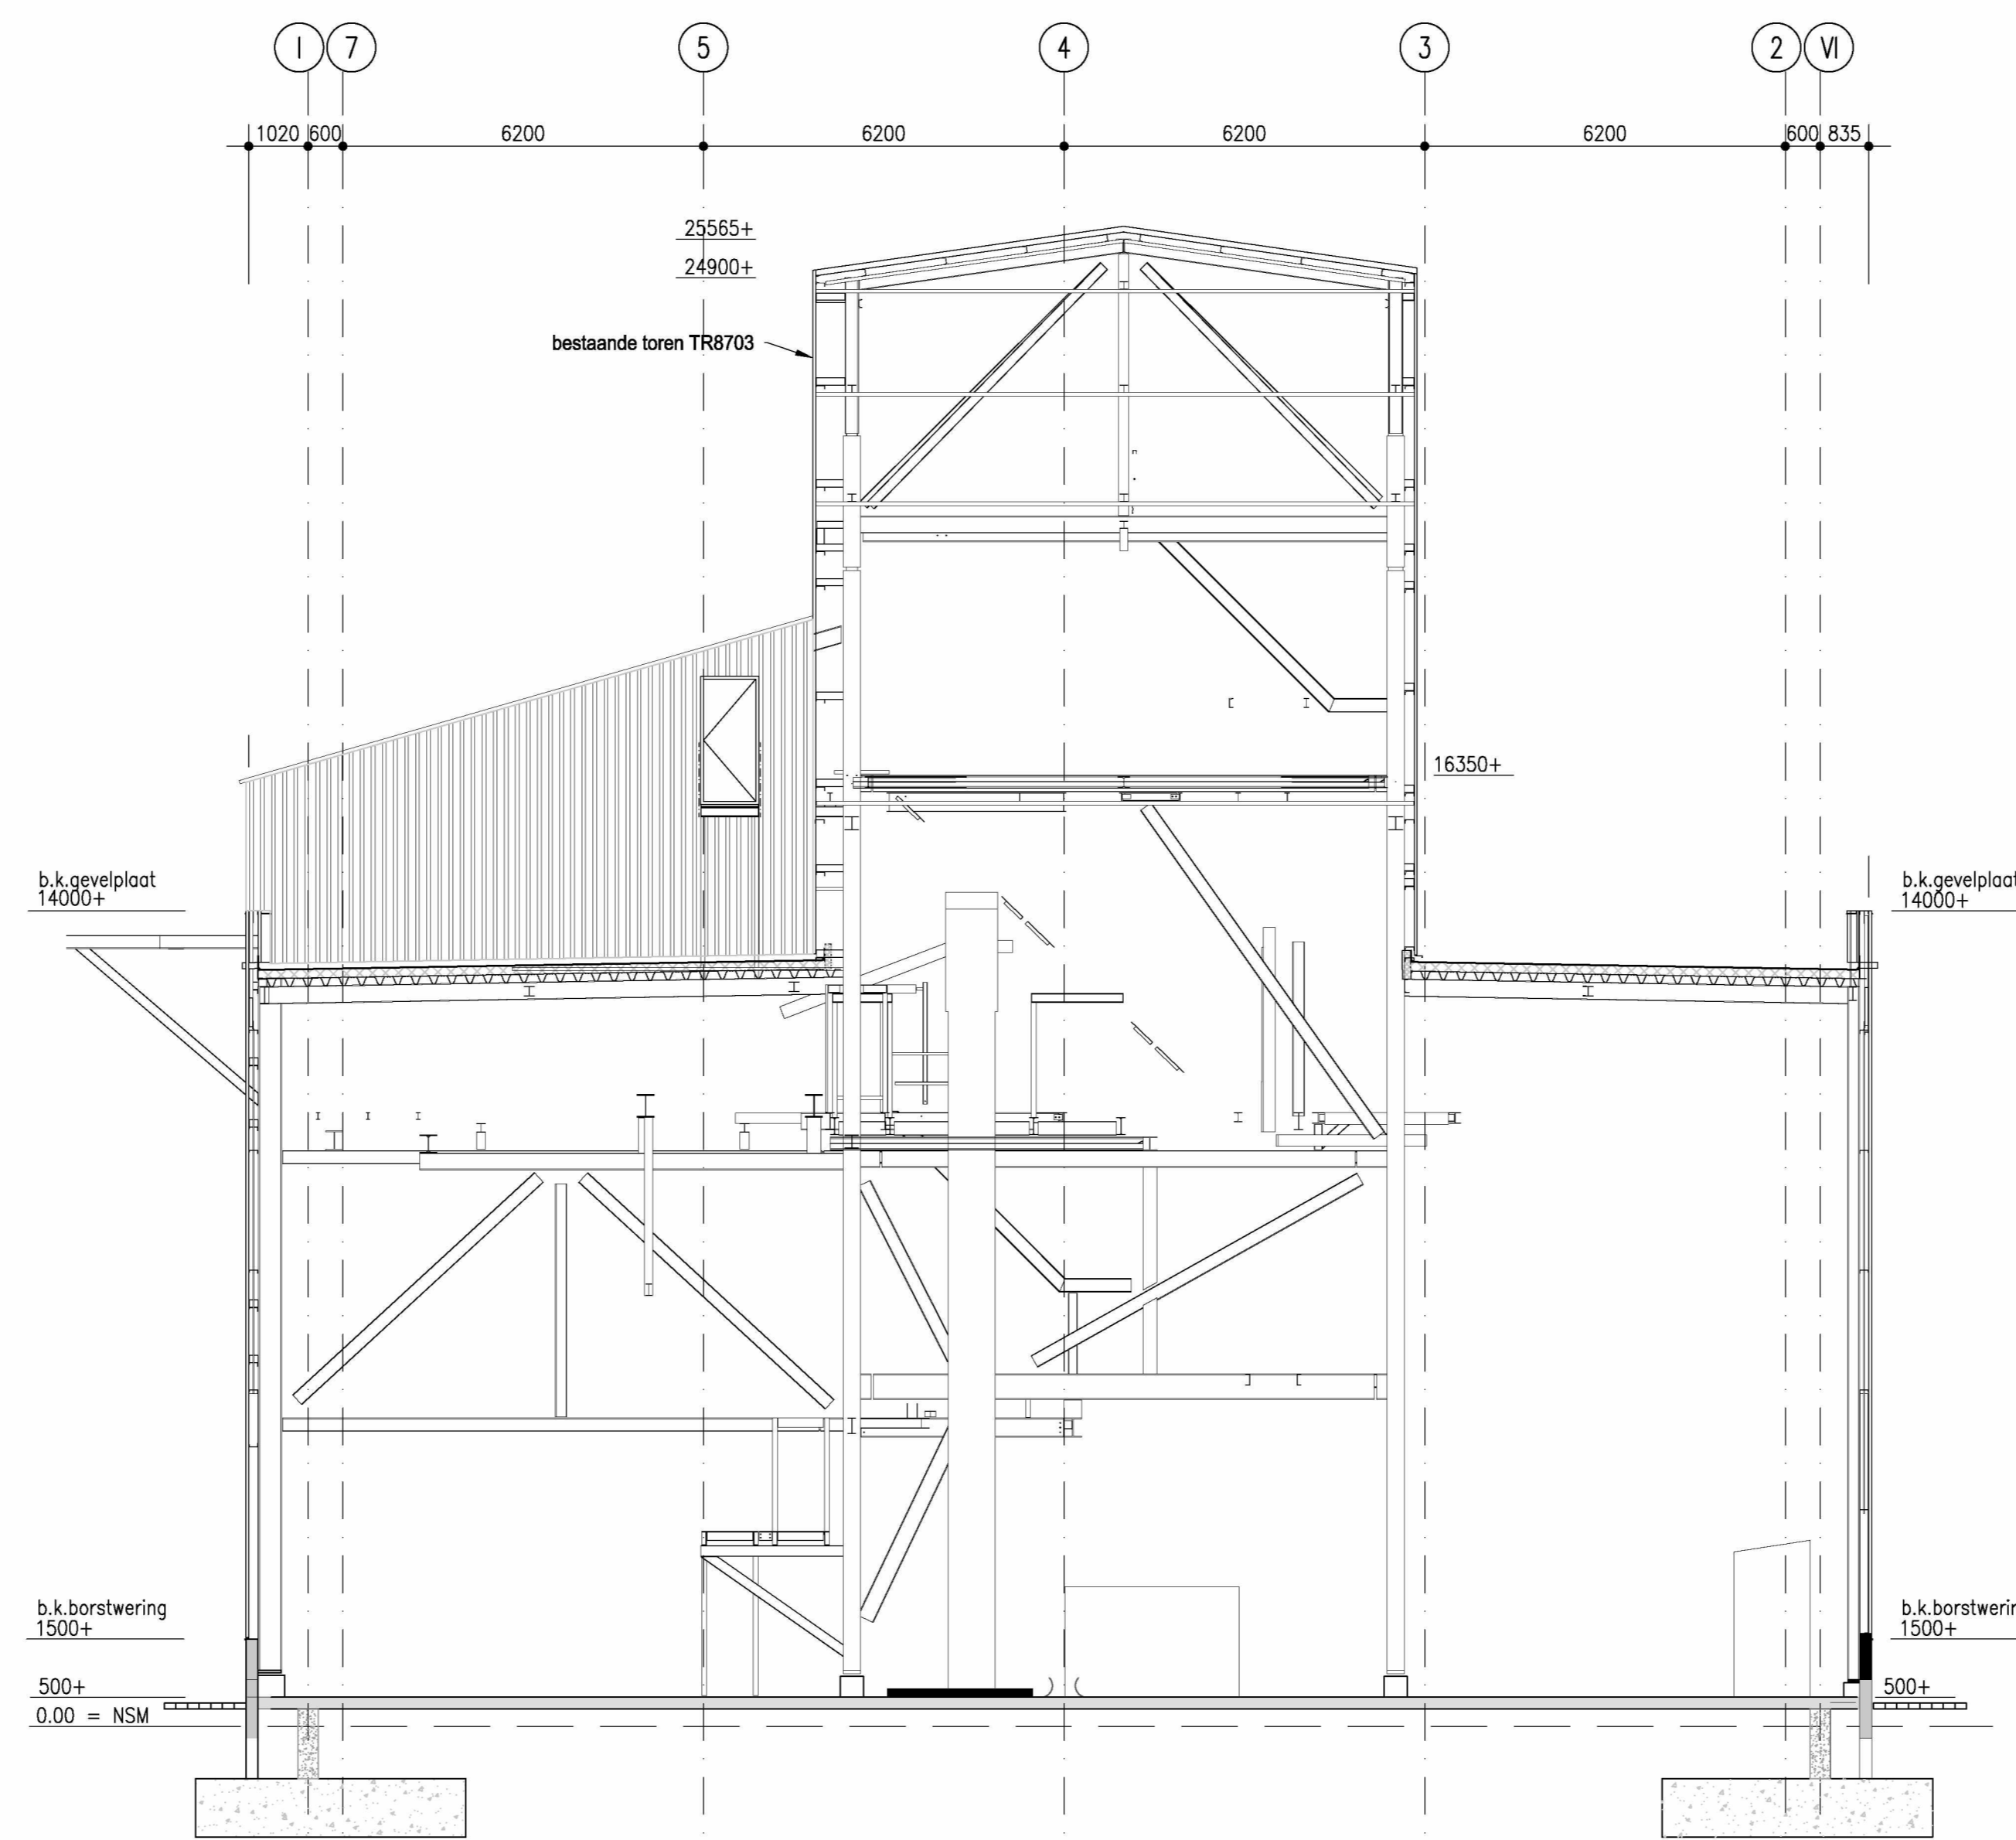 I 7 5 4 3 2 VI
1020 600 6200 6200 6200 6200 600 835
25565+
24900+
bestaande toren TR8703
16350+
b.k.gevelplaat
14000+
b.k.gevelplaat
14000+
b.k.borstwering
1500+
b.k.borstwerin
1500+
500+
500+
0.00 = NSM